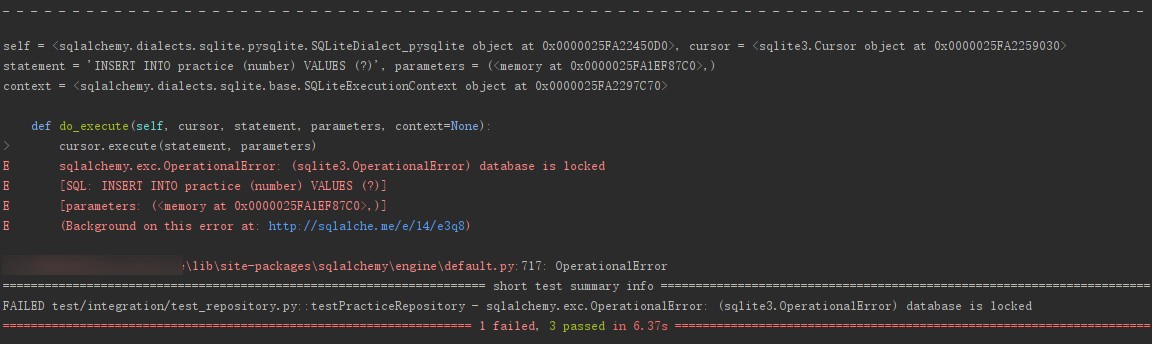 self = <sqlalchemy.dialects.sqlite.pysqlite.SQLiteDialect_pysqlite object at 0x0000025FA22450D0>, cursor = <sqlite3.Cursor object at 0x0000025FA2259030>
statement = 'INSERT INTO practice (number) VALUES (?)', parameters = (<memory at 0x0000025FA1EF87C0>,)
context = <sqlalchemy.dialects.sqlite.base.SQLiteExecutionContext object at 0x0000025FA2297C70>
def do_execute(self, cursor, statement, parameters, context=None):
> cursor.execute(statement, parameters)
E sqlalchemy.exc.OperationalError: (sqlite3.OperationalError) database is locked
E [SQL: INSERT INTO practice (number) VALUES (?)]
E [parameters: (<memory at 0x0000025FA1EF87C0>,)]
E (Background on this error at: http://sqlalche.me/e/14/e3q8)
\lib\site-packages\sqlalchemy\engine\default.py:717: OperationalError
short test summary info
FAILED test/integration/test_repository.py::testPracticeRepository - sqlalchemy.exc.OperationalError: (sqlite3.OperationalError) database is locked
1 failed, 3 passed in 6.37s